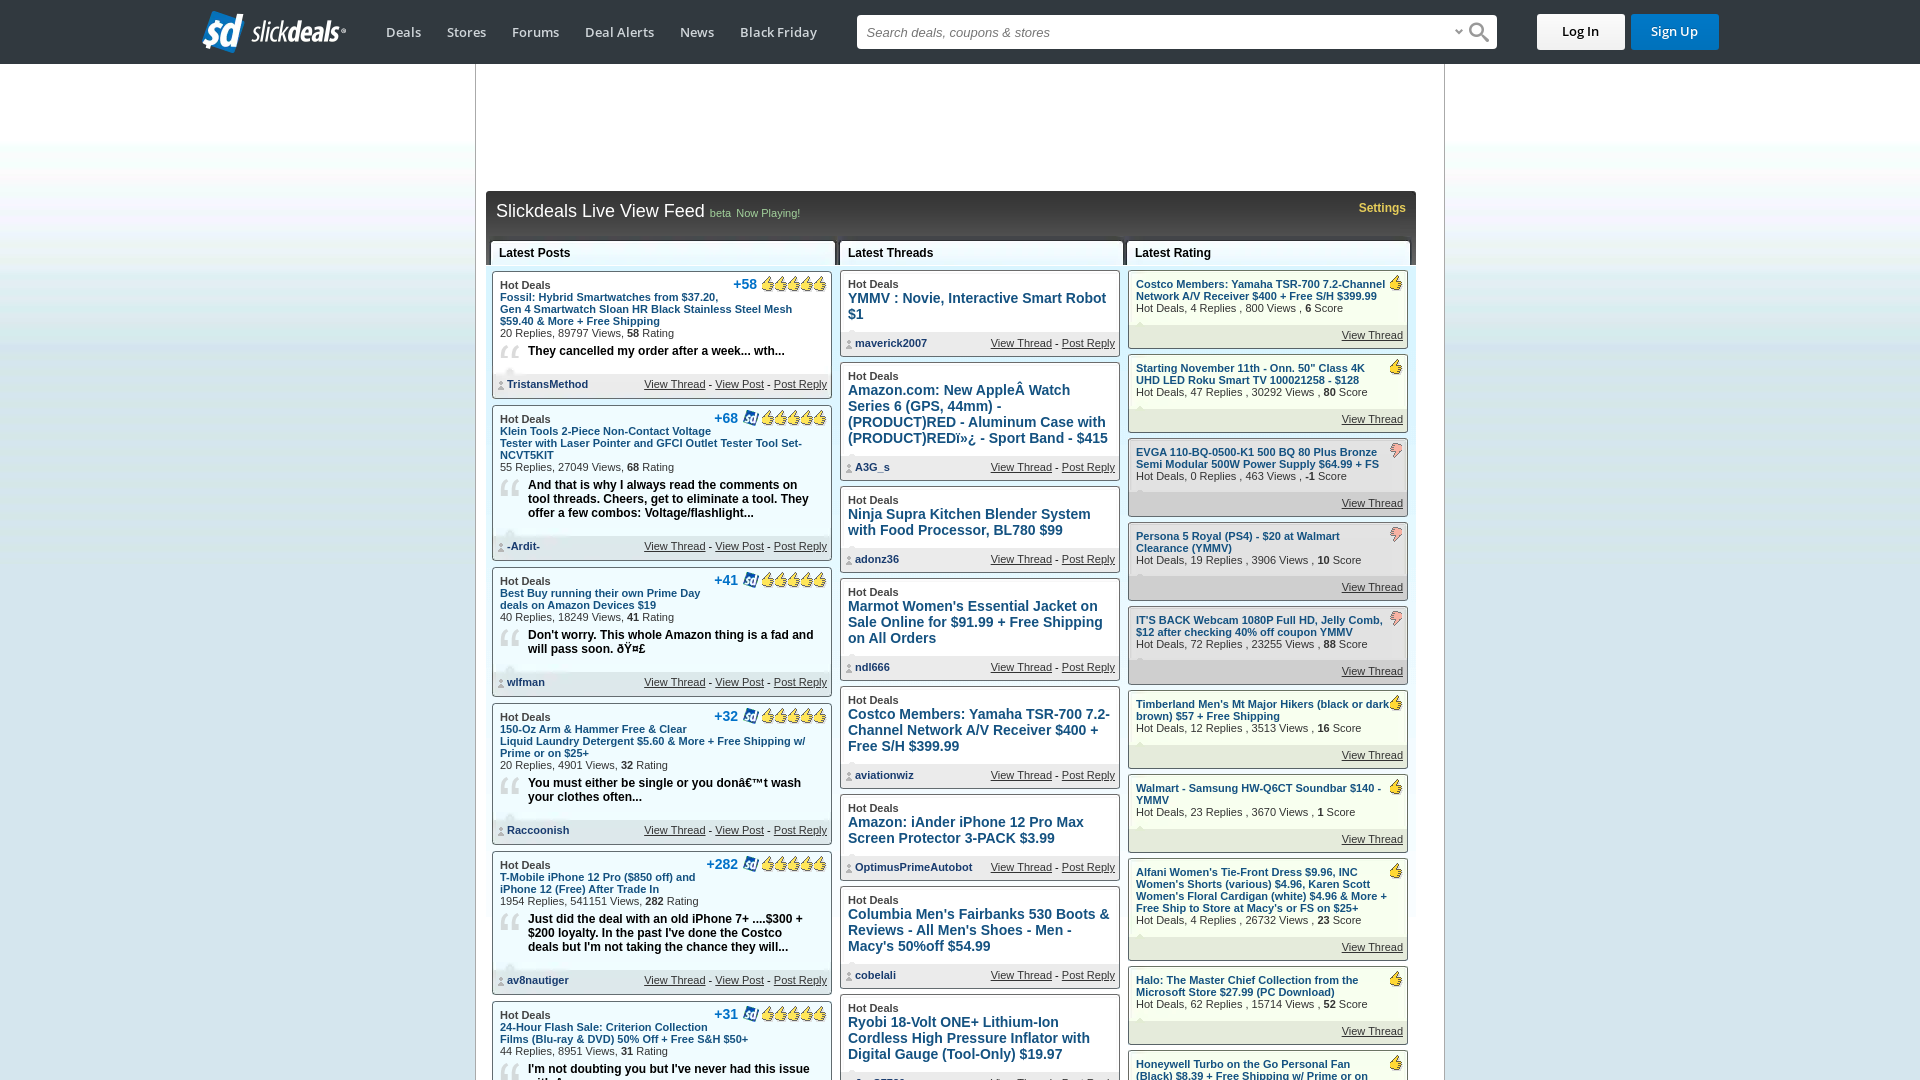 slickdeals
Deals
Stores
Forums
Deal Alerts
News
Black Friday
Search deals, coupons & stores
Log In
Sign Up
Slickdeals Live View Feed beta Now Playing!
Settings
Latest Posts
Hot Deals
+58
Fossil: Hybrid Smartwatches from $37.20,
Gen 4 Smartwatch Sloan HR Black Stainless Steel Mesh
$59.40 & More + Free Shipping
20 Replies, 89797 Views, 58 Rating
They cancelled my order after a week... wth...
TristansMethod
View Thread - View Post - Post Reply
Hot Deals
+68
Klein Tools 2-Piece Non-Contact Voltage
Tester with Laser Pointer and GFCI Outlet Tester Tool Set-
NCVT5KIT
55 Replies, 27049 Views, 68 Rating
And that is why I always read the comments on
tool threads. Cheers, get to eliminate a tool. They
offer a few combos: Voltage/flashlight...
-Ardit-
View Thread - View Post - Post Reply
Hot Deals
+41
Best Buy running their own Prime Day
deals on Amazon Devices $19
40 Replies, 18249 Views, 41 Rating
Don't worry. This whole Amazon thing is a fad and
will pass soon. ðŸ¤£
wlfman
View Thread - View Post - Post Reply
Hot Deals
+32
150-Oz Arm & Hammer Free & Clear
Liquid Laundry Detergent $5.60 & More + Free Shipping w/
Prime or on $25+
20 Replies, 4901 Views, 32 Rating
You must either be single or you donâ€™t wash
your clothes often...
Raccoonish
View Thread - View Post - Post Reply
Hot Deals
+282
T-Mobile iPhone 12 Pro ($850 off) and
iPhone 12 (Free) After Trade In
1954 Replies, 541151 Views, 282 Rating
Just did the deal with an old iPhone 7+ ....$300 +
$200 loyalty. In the past I've done the Costco
deals but I'm not taking the chance they will...
av8nautiger
View Thread - View Post - Post Reply
Hot Deals
+31
24-Hour Flash Sale: Criterion Collection
Films (Blu-ray & DVD) 50% Off + Free S&H $50+
44 Replies, 8951 Views, 31 Rating
I'm not doubting you but I've never had this issue
Latest Threads
Hot Deals
YMMV : Novie, Interactive Smart Robot
$1
maverick2007
View Thread - Post Reply
Hot Deals
Amazon.com: New AppleÂ Watch
Series 6 (GPS, 44mm) -
(PRODUCT)RED - Aluminum Case with
(PRODUCT)REDï»¿ - Sport Band - $415
A3G_s
View Thread - Post Reply
Hot Deals
Ninja Supra Kitchen Blender System
with Food Processor, BL780 $99
adonz36
View Thread - Post Reply
Hot Deals
Marmot Women's Essential Jacket on
Sale Online for $91.99 + Free Shipping
on All Orders
ndl666
View Thread - Post Reply
Hot Deals
Costco Members: Yamaha TSR-700 7.2-
Channel Network A/V Receiver $400 +
Free S/H $399.99
aviationwiz
View Thread - Post Reply
Hot Deals
Amazon: iAnder iPhone 12 Pro Max
Screen Protector 3-PACK $3.99
OptimusPrimeAutobot
View Thread - Post Reply
Hot Deals
Columbia Men's Fairbanks 530 Boots &
Reviews - All Men's Shoes - Men -
Macy's 50%off $54.99
cobelali
View Thread - Post Reply
Hot Deals
Ryobi 18-Volt ONE+ Lithium-Ion
Cordless High Pressure Inflator with
Digital Gauge (Tool-Only) $19.97
Latest Rating
Costco Members: Yamaha TSR-700 7.2-Channel
Network A/V Receiver $400 + Free S/H $399.99
Hot Deals, 4 Replies , 800 Views , 6 Score
View Thread
Starting November 11th - Onn. 50" Class 4K
UHD LED Roku Smart TV 100021258 - $128
Hot Deals, 47 Replies , 30292 Views , 80 Score
View Thread
EVGA 110-BQ-0500-K1 500 BQ 80 Plus Bronze
Semi Modular 500W Power Supply $64.99 + FS
Hot Deals, 0 Replies , 463 Views , -1 Score
View Thread
Persona 5 Royal (PS4) - $20 at Walmart
Clearance (YMMV)
Hot Deals, 19 Replies , 3906 Views , 10 Score
View Thread
IT'S BACK Webcam 1080P Full HD, Jelly Comb,
$12 after checking 40% off coupon YMMV
Hot Deals, 72 Replies , 23255 Views , 88 Score
View Thread
Timberland Men's Mt Major Hikers (black or dark
brown) $57 + Free Shipping
Hot Deals, 12 Replies , 3513 Views , 16 Score
View Thread
Walmart - Samsung HW-Q6CT Soundbar $140 -
YMMV
Hot Deals, 23 Replies , 3670 Views , 1 Score
View Thread
Alfani Women's Tie-Front Dress $9.96, INC
Women's Shorts (various) $4.96, Karen Scott
Women's Floral Cardigan (white) $4.96 & More +
Free Ship to Store at Macy's or FS on $25+
Hot Deals, 4 Replies , 26732 Views , 23 Score
View Thread
Halo: The Master Chief Collection from the
Microsoft Store $27.99 (PC Download)
Hot Deals, 62 Replies , 15714 Views , 52 Score
View Thread
Honeywell Turbo on the Go Personal Fan
(Black) $8.39 + Free Shipping w/ Prime or on